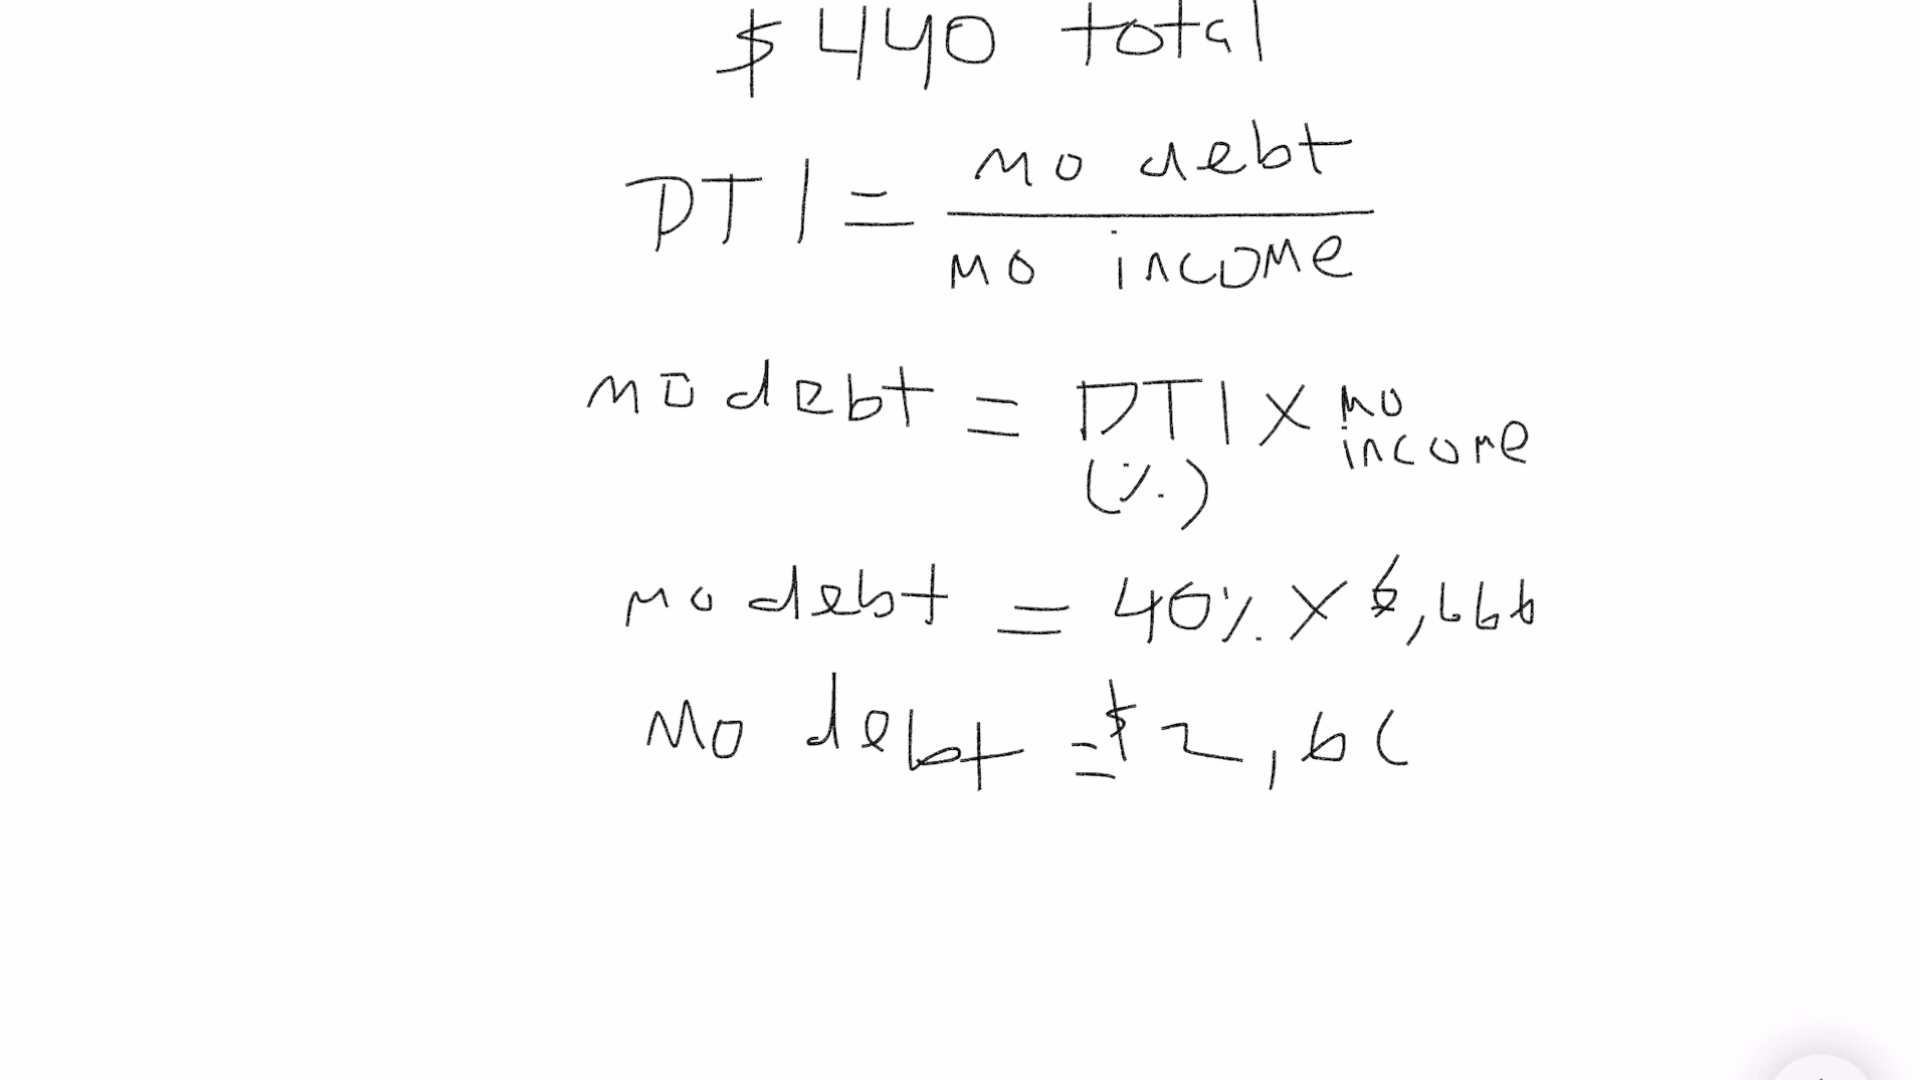 $440 total
DTI = mo debt
mo income
mo debt = DTI X mo income
(%)
mo debt = 40% X 6,666
Mo debt = $2,6